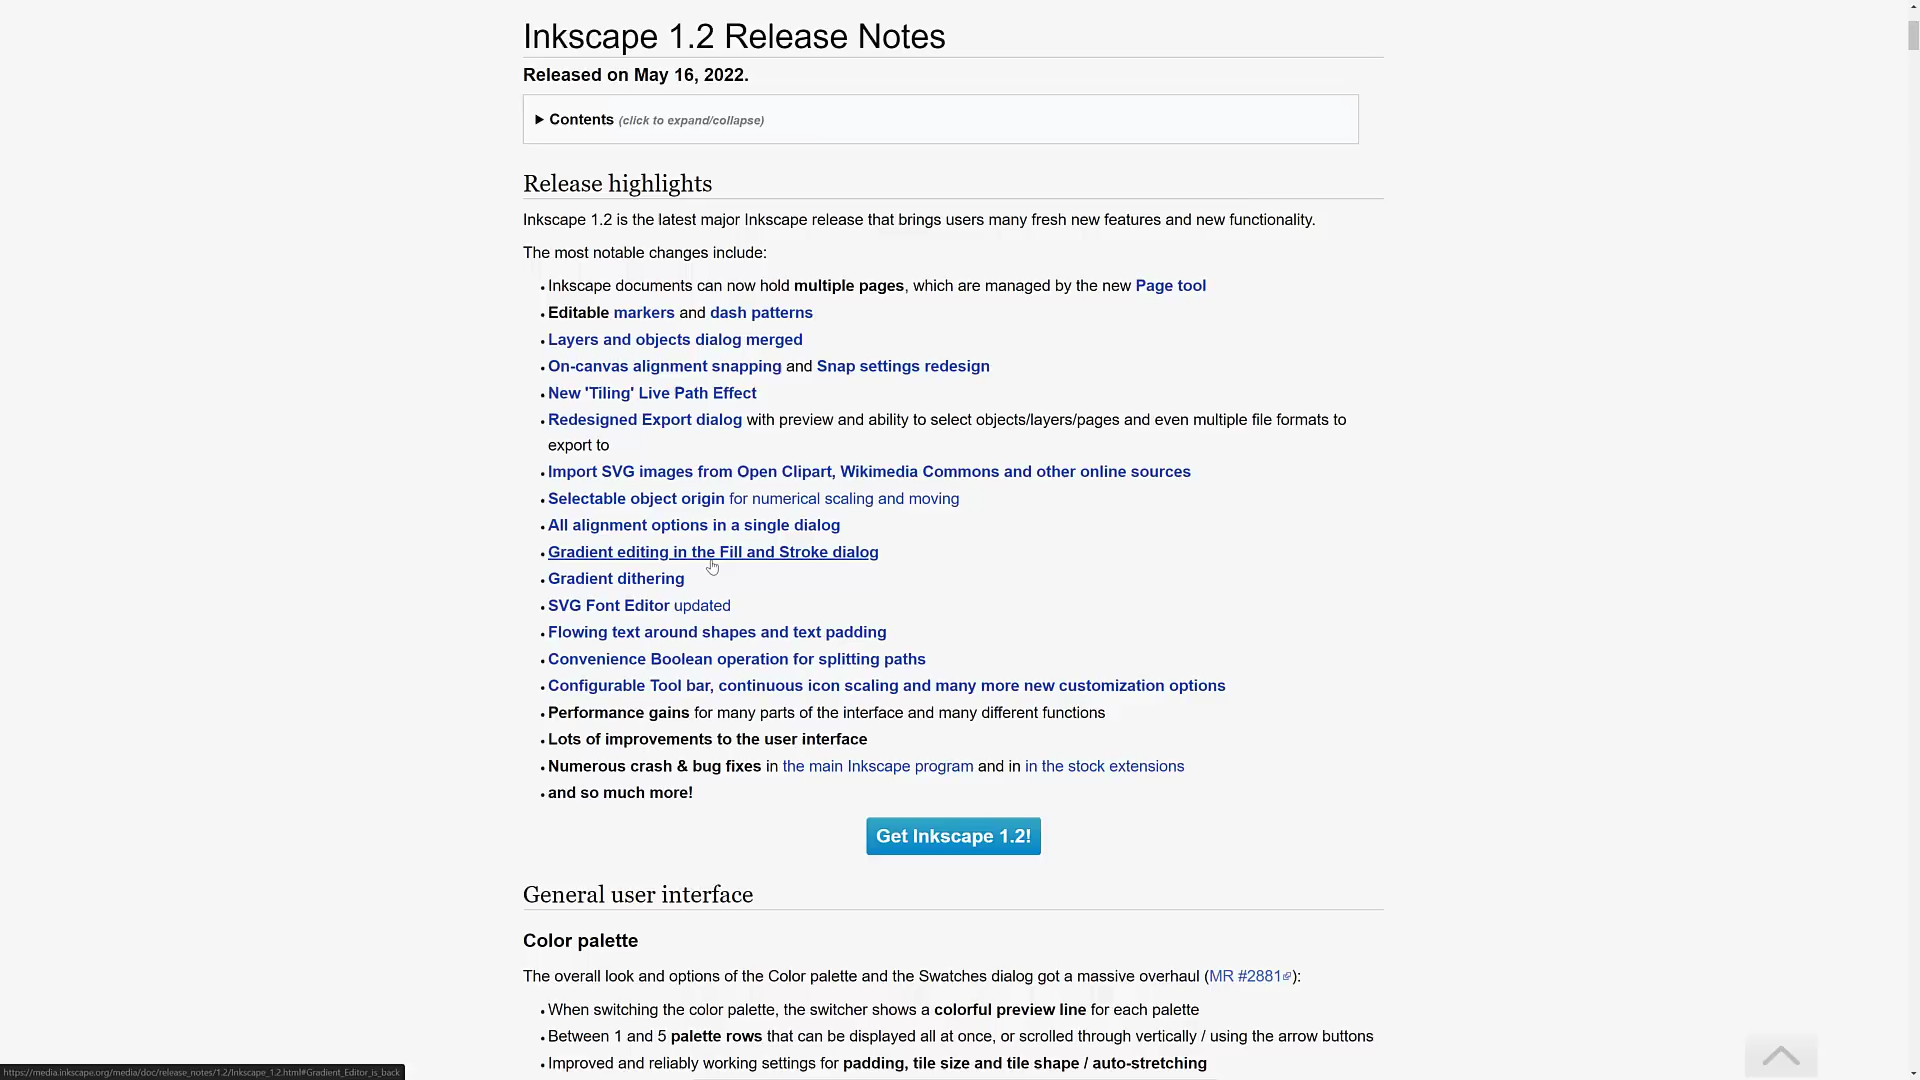 Inkscape 1.2 Release Notes
Released on May 16, 2022.
▶ Contents (click to expand/collapse)
Release highlights
Inkscape 1.2 is the latest major Inkscape release that brings users many fresh new features and new functionality.
The most notable changes include:
• Inkscape documents can now hold multiple pages, which are managed by the new Page tool
• Editable markers and dash patterns
• Layers and objects dialog merged
• On-canvas alignment snapping and Snap settings redesign
• New 'Tiling' Live Path Effect
• Redesigned Export dialog with preview and ability to select objects/layers/pages and even multiple file formats to
export to
• Import SVG images from Open Clipart, Wikimedia Commons and other online sources
• Selectable object origin for numerical scaling and moving
• All alignment options in a single dialog
• Gradient editing in the Fill and Stroke dialog
• Gradient dithering
• SVG Font Editor updated
• Flowing text around shapes and text padding
• Convenience Boolean operation for splitting paths
• Configurable Tool bar, continuous icon scaling and many more new customization options
• Performance gains for many parts of the interface and many different functions
• Lots of improvements to the user interface
• Numerous crash & bug fixes in the main Inkscape program and in in the stock extensions
• and so much more!
Get Inkscape 1.2!
General user interface
Color palette
The overall look and options of the Color palette and the Swatches dialog got a massive overhaul (MR #2881):
• When switching the color palette, the switcher shows a colorful preview line for each palette
• Between 1 and 5 palette rows that can be displayed all at once, or scrolled through vertically / using the arrow buttons
• Improved and reliably working settings for padding, tile size and tile shape / auto-stretching
https://media.inkscape.org/media/doc/release_notes/1.2/Inkscape_1.2.html#Gradient_Editor_is_back